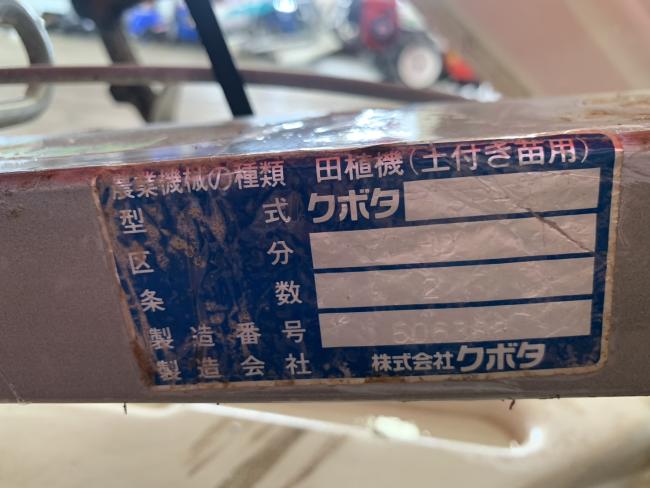 農業機械の種類 田植機(土付き苗用)
型式 クボタ
区分
条数 2
製造番号
製造会社 株式会社クボタ